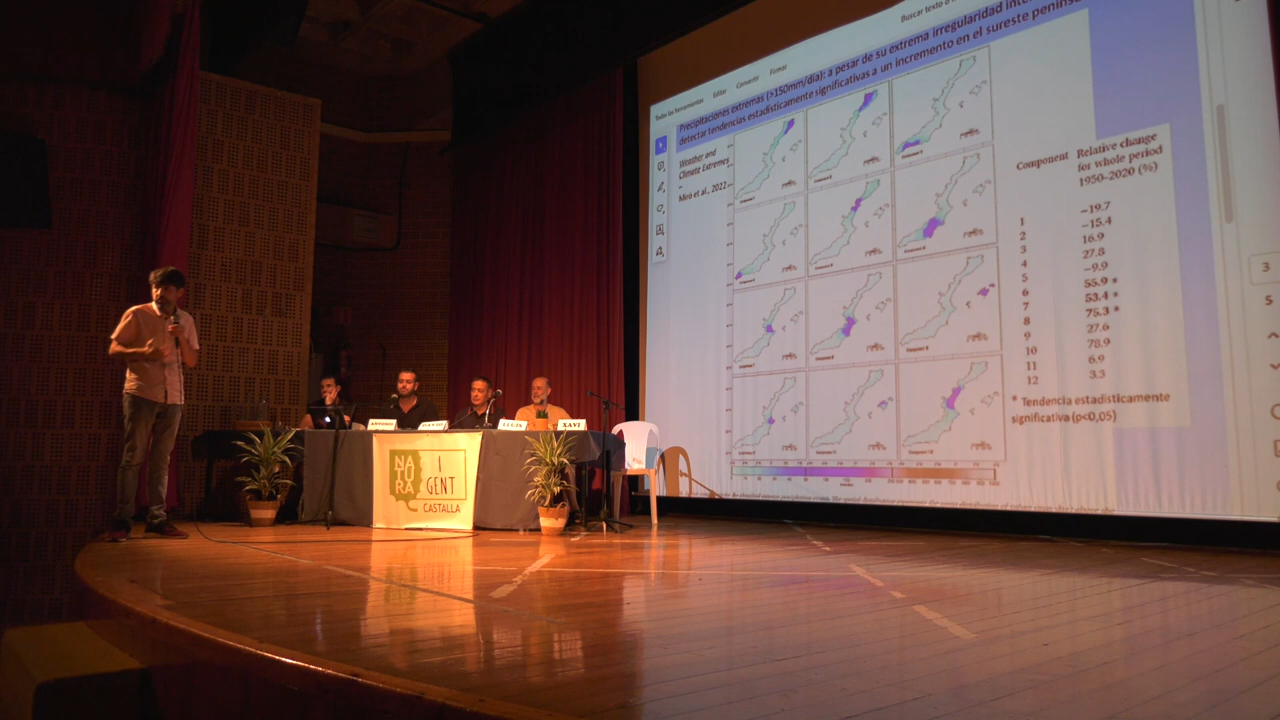 Buscar texto o
Todas las herramientas Editar Convertir Firmar
Precipitaciones extremas (>150mm/día): a pesar de su extrema irregularidad
detectar tendencias estadísticamente significativas a un incremento en el sureste
Weather and
Climate Extremes
–
Miró et al., 2022
Component Relative change
for whole period
1950–2020 (%)
1 −19.7
2 −15.4
3 16.9
4 27.8
5 −9.9
6 55.9 *
7 53.4 *
8 75.3 *
9 27.6
10 78.9
11 6.9
12 3.3
* Tendencia estadísticamente
significativa (p<0,05)
3
5
ANTONIO
DAVID
LLUIS
XAVI
NA
TU
RA
I
GENT
CASTALLA